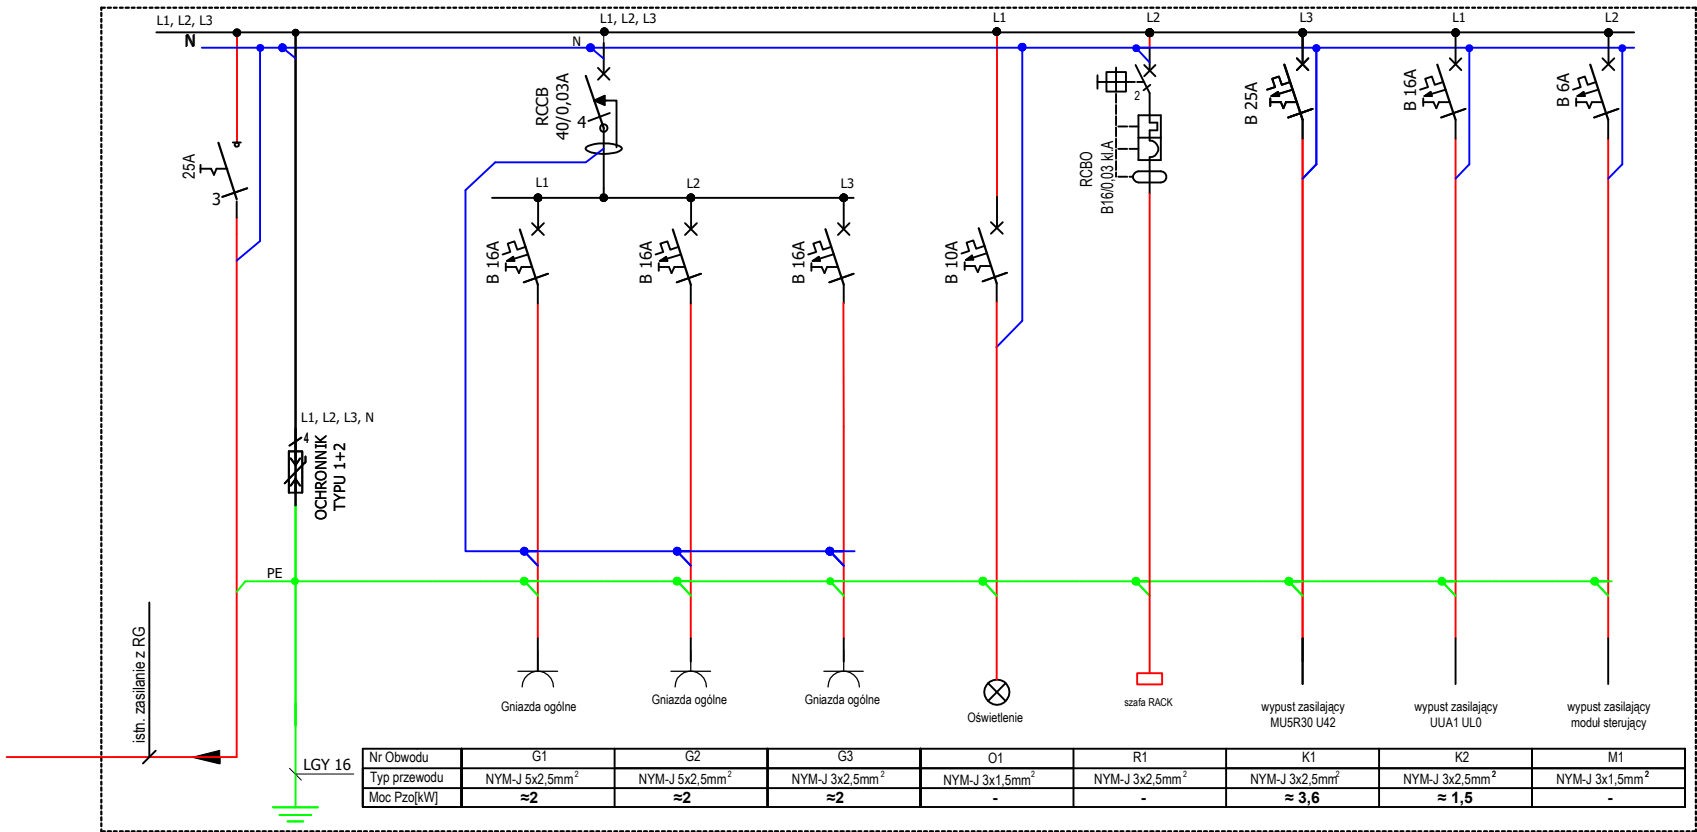 L1, L2, L3
N
L1, L2, L3
N
L1
L2
L3
L1
L2
25A
3
RCCB
40/0,03A
4
L1
L2
L3
B 16A
B 16A
B 16A
B 10A
2
RCBO
B16/0,03 kl.A
B 25A
B 16A
B 6A
L1, L2, L3, N
4
OCHRONNIK
TYPU 1+2
PE
istn. zasilanie z RG
LGY 16
Gniazda ogólne
Gniazda ogólne
Gniazda ogólne
Oświetlenie
szafa RACK
wypust zasilający
MU5R30 U42
wypust zasilający
UUA1 UL0
wypust zasilający
moduł sterujący
Nr Obwodu G1 G2 G3 O1 R1 K1 K2 M1
Typ przewodu NYM-J 5x2,5mm² NYM-J 5x2,5mm² NYM-J 3x2,5mm² NYM-J 3x1,5mm² NYM-J 3x2,5mm² NYM-J 3x2,5mm² NYM-J 3x2,5mm² NYM-J 3x1,5mm²
Moc Pzo[kW] ≈2 ≈2 ≈2 - - ≈ 3,6 ≈ 1,5 -